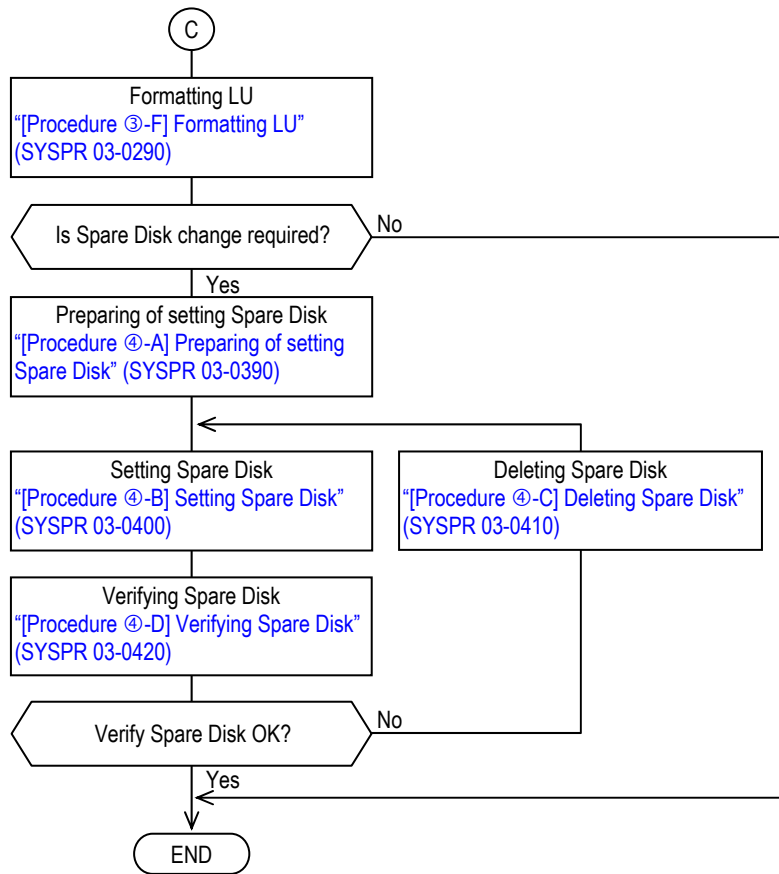 C
Formatting LU
“[Procedure ③-F] Formatting LU”
(SYSPR 03-0290)
Is Spare Disk change required?
No
Yes
Preparing of setting Spare Disk
“[Procedure ④-A] Preparing of setting
Spare Disk” (SYSPR 03-0390)
Setting Spare Disk
“[Procedure ④-B] Setting Spare Disk”
(SYSPR 03-0400)
Deleting Spare Disk
“[Procedure ④-C] Deleting Spare Disk”
(SYSPR 03-0410)
Verifying Spare Disk
“[Procedure ④-D] Verifying Spare Disk”
(SYSPR 03-0420)
Verify Spare Disk OK?
No
Yes
END